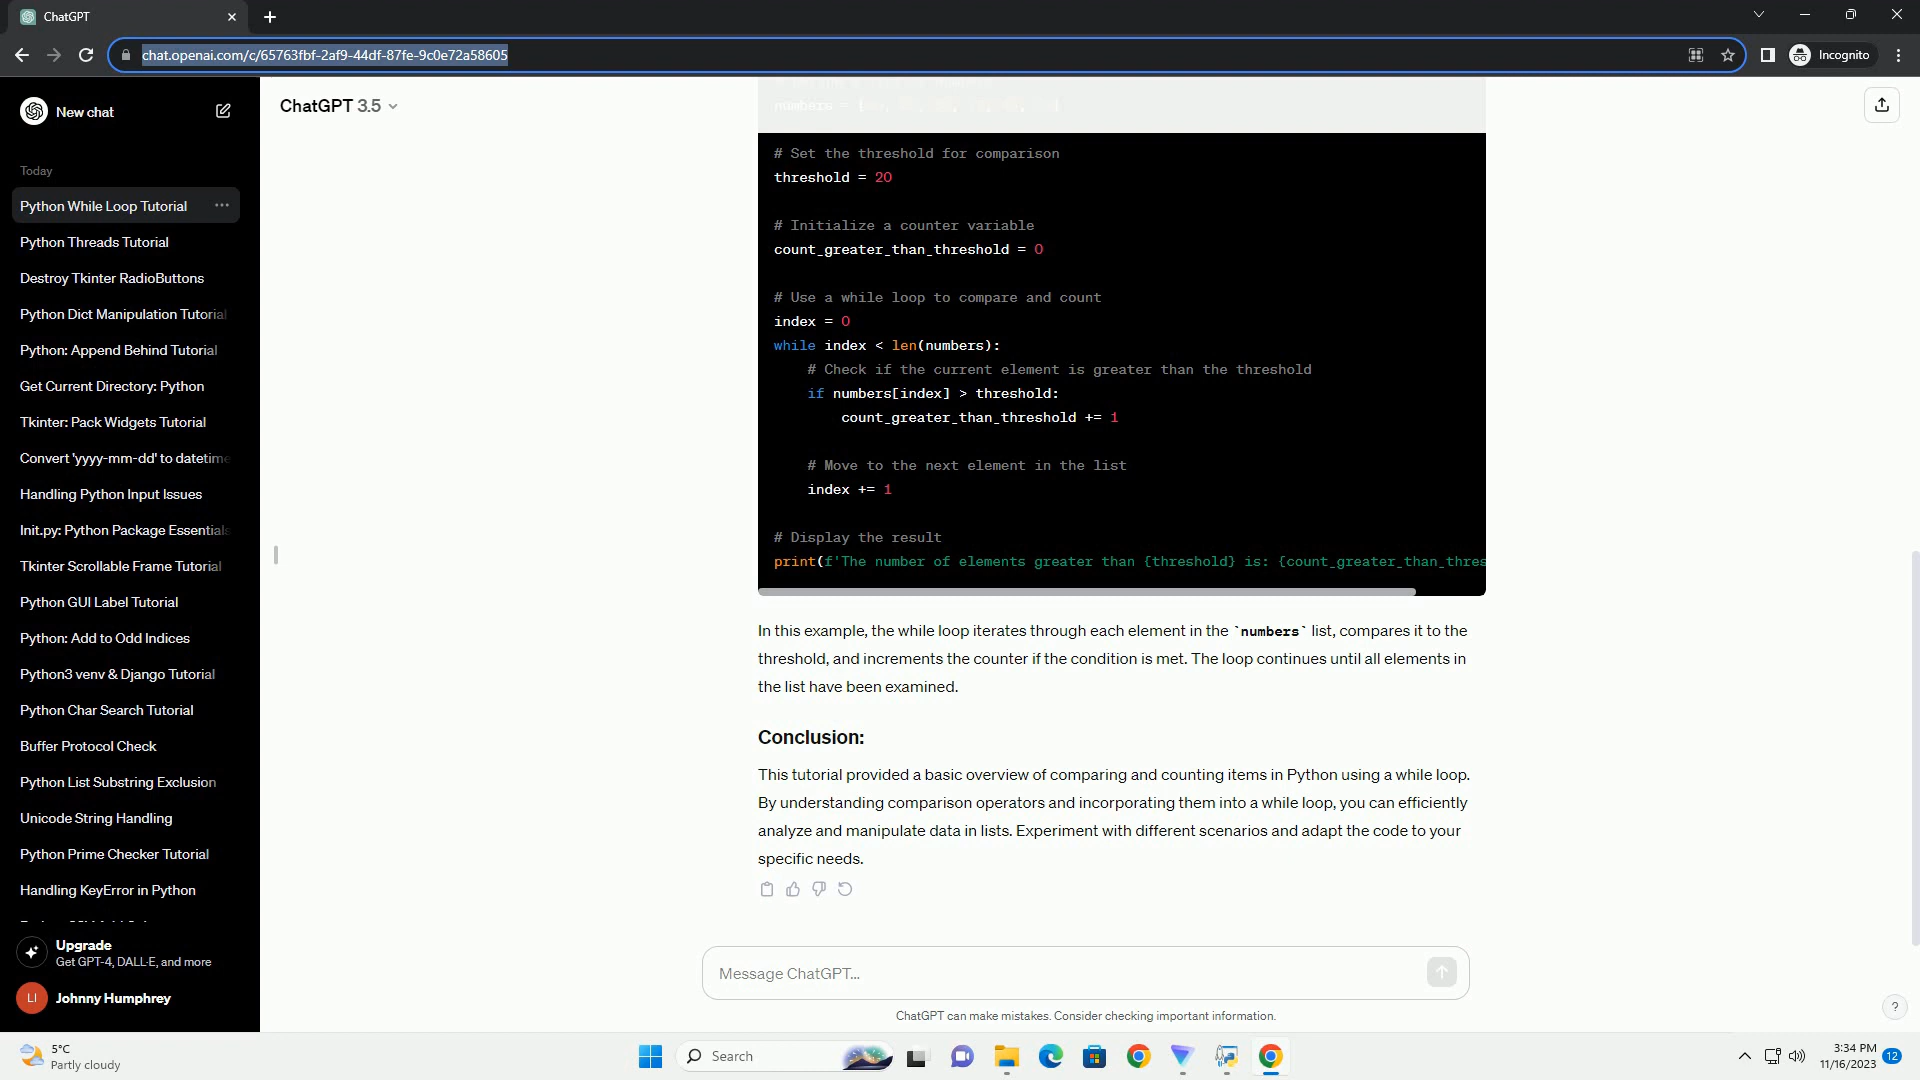 ChatGPT
chat.openai.com/c/65763fbf-2af9-44df-87fe-9c0e72a58605
Incognito
New chat
Today
Python While Loop Tutorial
Python Threads Tutorial
Destroy Tkinter RadioButtons
Python Dict Manipulation Tutorial
Python: Append Behind Tutorial
Get Current Directory: Python
Tkinter: Pack Widgets Tutorial
Convert 'yyyy-mm-dd' to datetime
Handling Python Input Issues
Init.py: Python Package Essentials
Tkinter Scrollable Frame Tutorial
Python GUI Label Tutorial
Python: Add to Odd Indices
Python3 venv & Django Tutorial
Python Char Search Tutorial
Buffer Protocol Check
Python List Substring Exclusion
Unicode String Handling
Python Prime Checker Tutorial
Handling KeyError in Python
Upgrade
Get GPT-4, DALL·E, and more
LI
Johnny Humphrey
ChatGPT 3.5
numbers = [
# Set the threshold for comparison
threshold = 20
# Initialize a counter variable
count_greater_than_threshold = 0
# Use a while loop to compare and count
index = 0
while index < len(numbers):
# Check if the current element is greater than the threshold
if numbers[index] > threshold:
count_greater_than_threshold += 1
# Move to the next element in the list
index += 1
# Display the result
print(f'The number of elements greater than {threshold} is: {count_greater_than_thres
In this example, the while loop iterates through each element in the `numbers` list, compares it to the
threshold, and increments the counter if the condition is met. The loop continues until all elements in
the list have been examined.
Conclusion:
This tutorial provided a basic overview of comparing and counting items in Python using a while loop.
By understanding comparison operators and incorporating them into a while loop, you can efficiently
analyze and manipulate data in lists. Experiment with different scenarios and adapt the code to your
specific needs.
Message ChatGPT...
ChatGPT can make mistakes. Consider checking important information.
?
5°C
Partly cloudy
Search
3:34 PM
11/16/2023
12